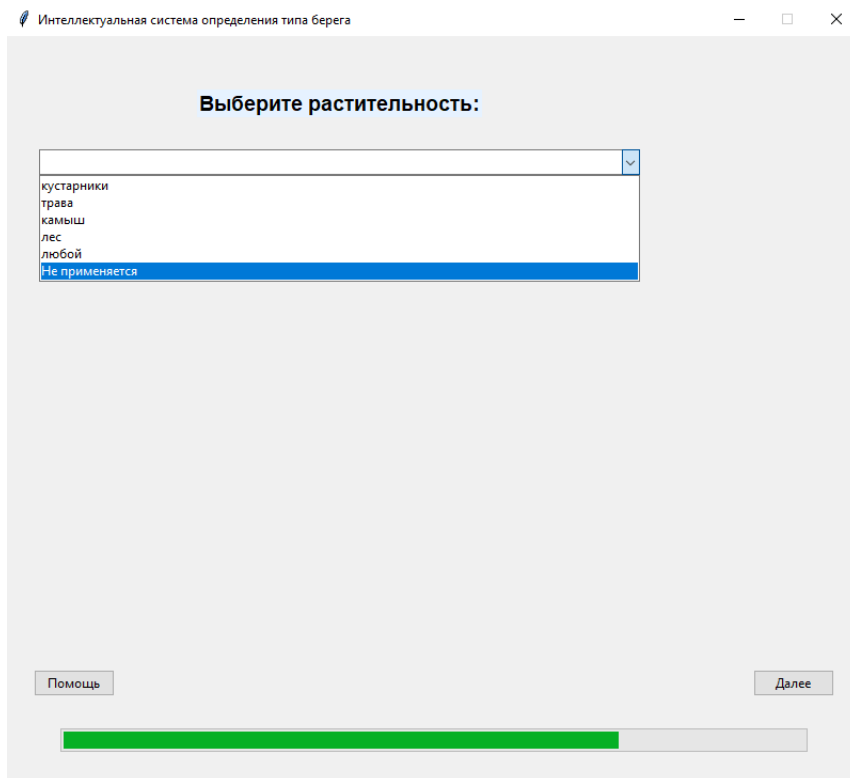 Интеллектуальная система определения типа берега
Выберите растительность:
кустарники
трава
камыш
лес
любой
Не применяется
Помощь
Далее